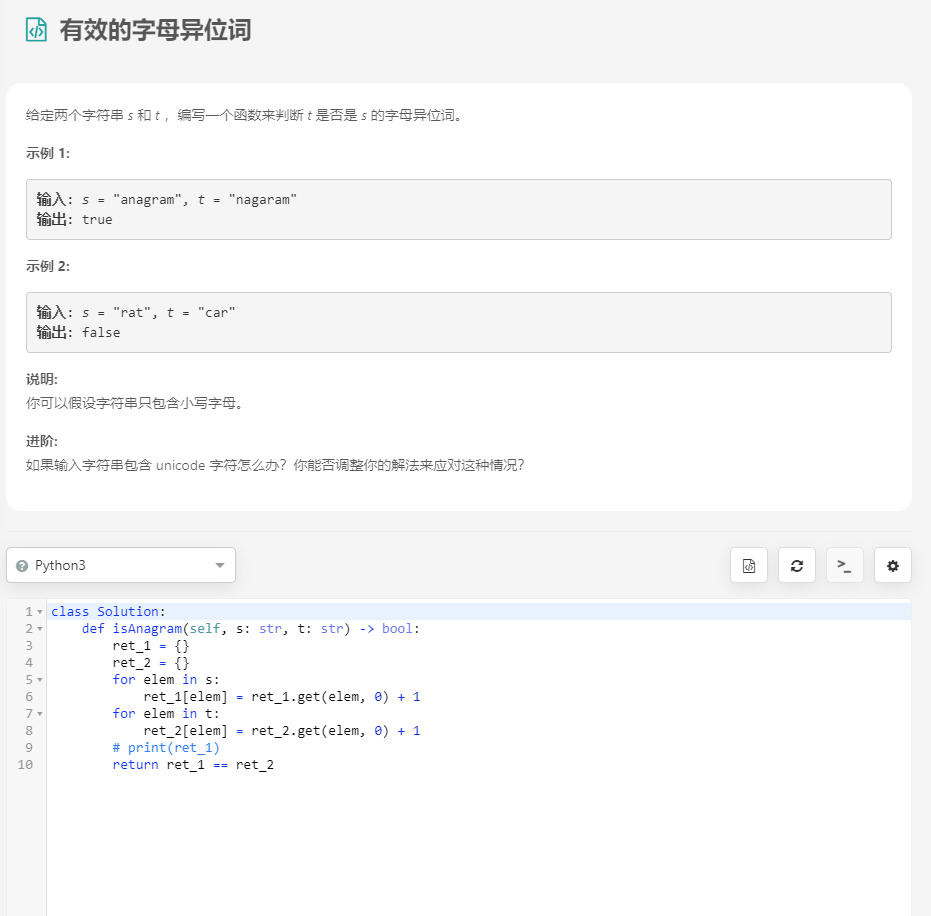 有效的字母异位词
给定两个字符串 s 和 t ，编写一个函数来判断 t 是否是 s 的字母异位词。
示例 1:
输入: s = "anagram", t = "nagaram"
输出: true
示例 2:
输入: s = "rat", t = "car"
输出: false
说明:
你可以假设字符串只包含小写字母。
进阶:
如果输入字符串包含 unicode 字符怎么办？你能否调整你的解法来应对这种情况？
Python3
1 class Solution:
2     def isAnagram(self, s: str, t: str) -> bool:
3         ret_1 = {}
4         ret_2 = {}
5         for elem in s:
6             ret_1[elem] = ret_1.get(elem, 0) + 1
7         for elem in t:
8             ret_2[elem] = ret_2.get(elem, 0) + 1
9         # print(ret_1)
10         return ret_1 == ret_2